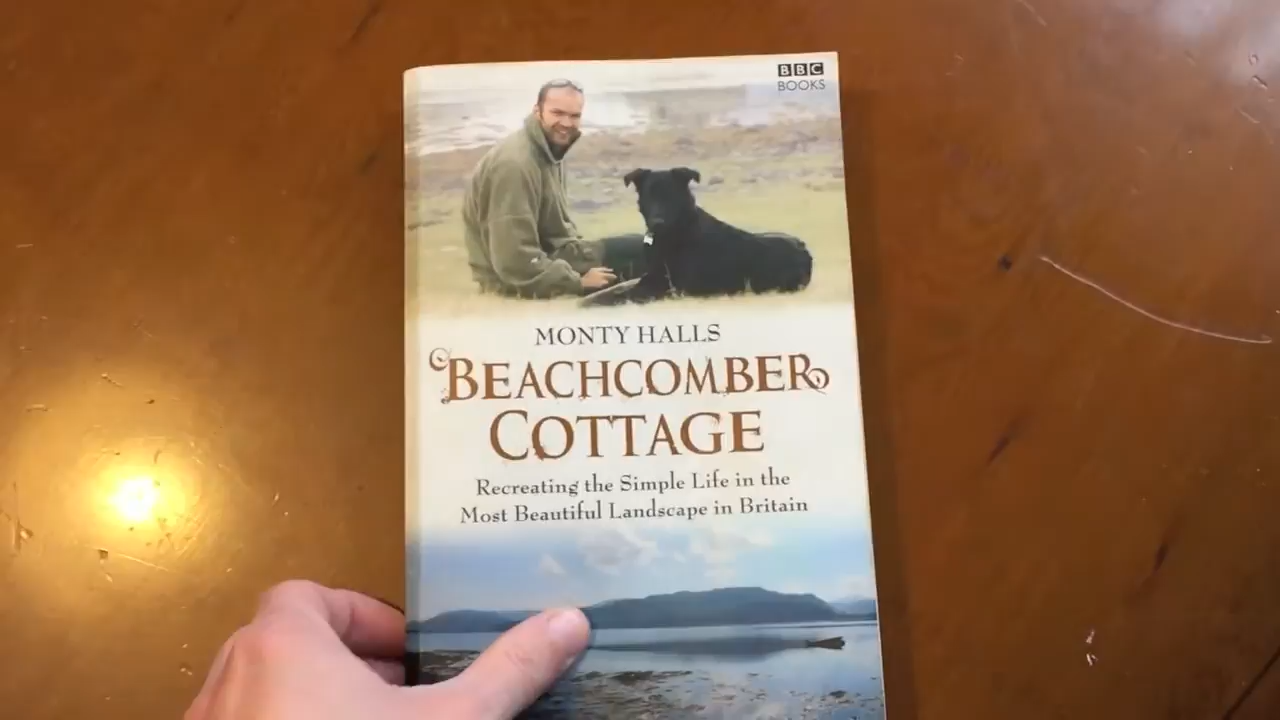 BBC
BOOKS
MONTY HALLS
BEACHCOMBER
COTTAGE
Recreating the Simple Life in the
Most Beautiful Landscape in Britain